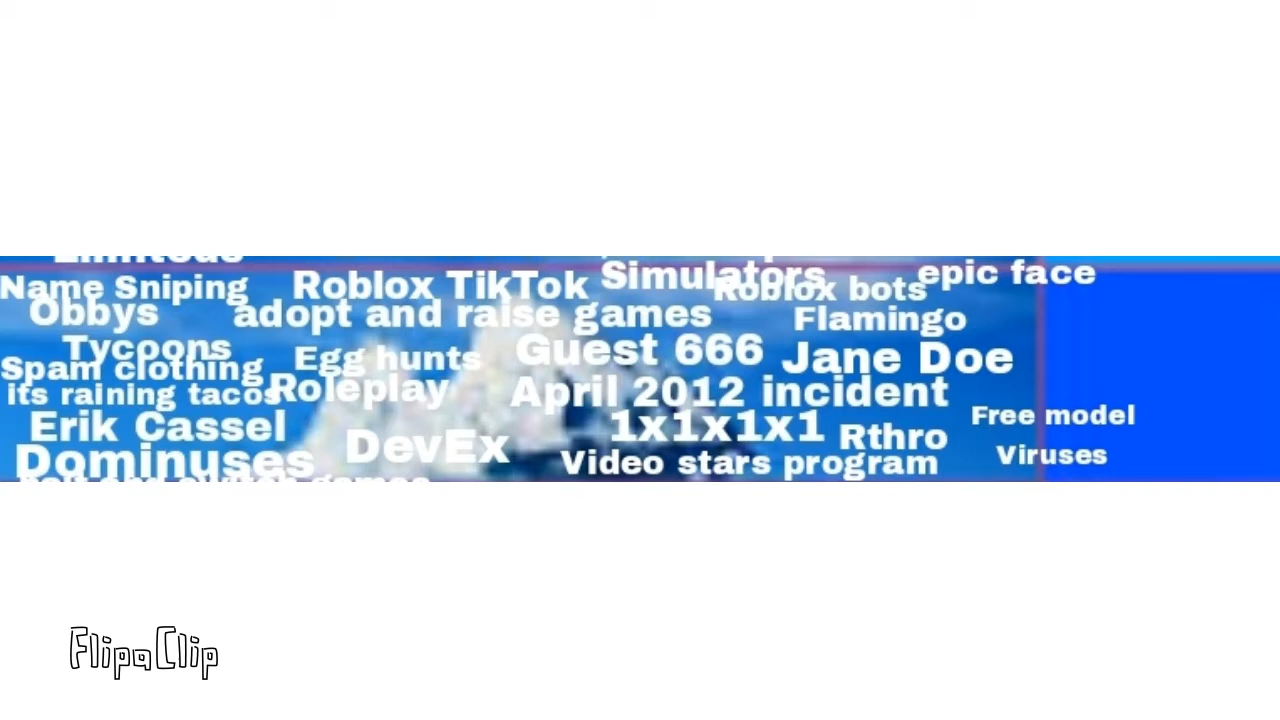 Name Sniping
Roblox TikTok
Simulators
epic face
Roblox bots
Obbys
adopt and raise games
Flamingo
Tycoons
Egg hunts
Guest 666
Jane Doe
Spam clothing
its raining tacos
Roleplay
April 2012 incident
Erik Cassel
DevEx
1x1x1x1
Rthro
Free model
Viruses
Dominuses
Video stars program
FlipaClip